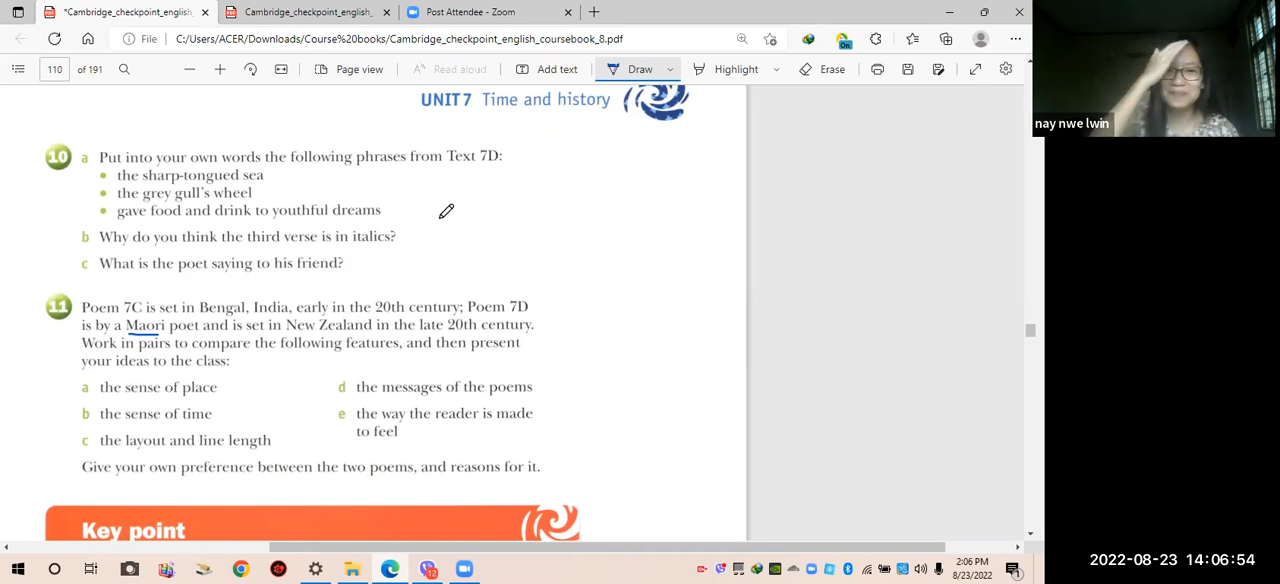 *Cambridge_checkpoint_english_
Cambridge_checkpoint_english_
Post Attendee - Zoom
File
C:/Users/ACER/Downloads/Course%20books/Cambridge_checkpoint_english_coursebook_8.pdf
On
110 of 191
Page view
Read aloud
Add text
Draw
Highlight
Erase
nay nwe lwin
UNIT 7 Time and history
10 a Put into your own words the following phrases from Text 7D:
• the sharp-tongued sea
• the grey gull's wheel
• gave food and drink to youthful dreams
b Why do you think the third verse is in italics?
c What is the poet saying to his friend?
11 Poem 7C is set in Bengal, India, early in the 20th century; Poem 7D
is by a Maori poet and is set in New Zealand in the late 20th century.
Work in pairs to compare the following features, and then present
your ideas to the class:
a the sense of place
b the sense of time
c the layout and line length
d the messages of the poems
e the way the reader is made
to feel
Give your own preference between the two poems, and reasons for it.
Key point
12
2:06 PM
8/23/2022
1
2022-08-23 14:06:54